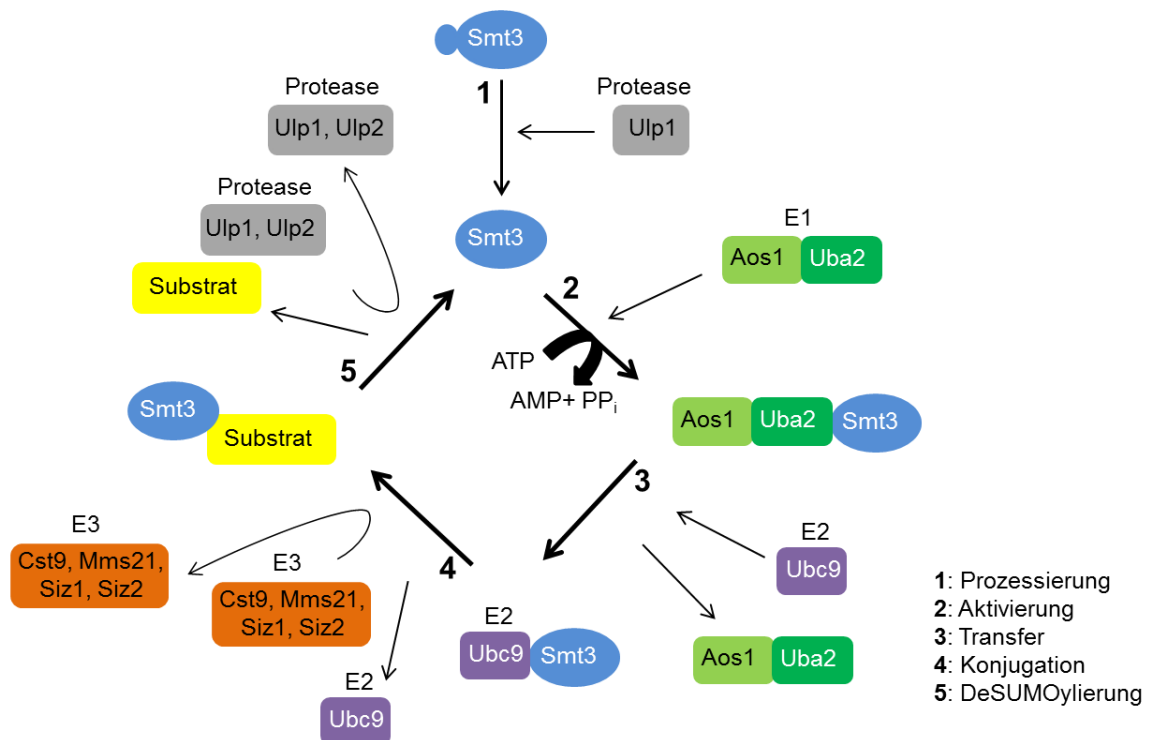 Smt3
1
Protease
Ulp1, Ulp2
Protease
Ulp1
Protease
Ulp1, Ulp2
Substrat
Smt3
E1
Aos1 Uba2
2
ATP
AMP+ PPi
5
Smt3
Substrat
Aos1 Uba2 Smt3
3
E3
Cst9, Mms21,
Siz1, Siz2
E3
Cst9, Mms21,
Siz1, Siz2
4
E2
Ubc9
E2
Ubc9 Smt3
E2
Ubc9
Aos1 Uba2
1: Prozessierung
2: Aktivierung
3: Transfer
4: Konjugation
5: DeSUMOylierung